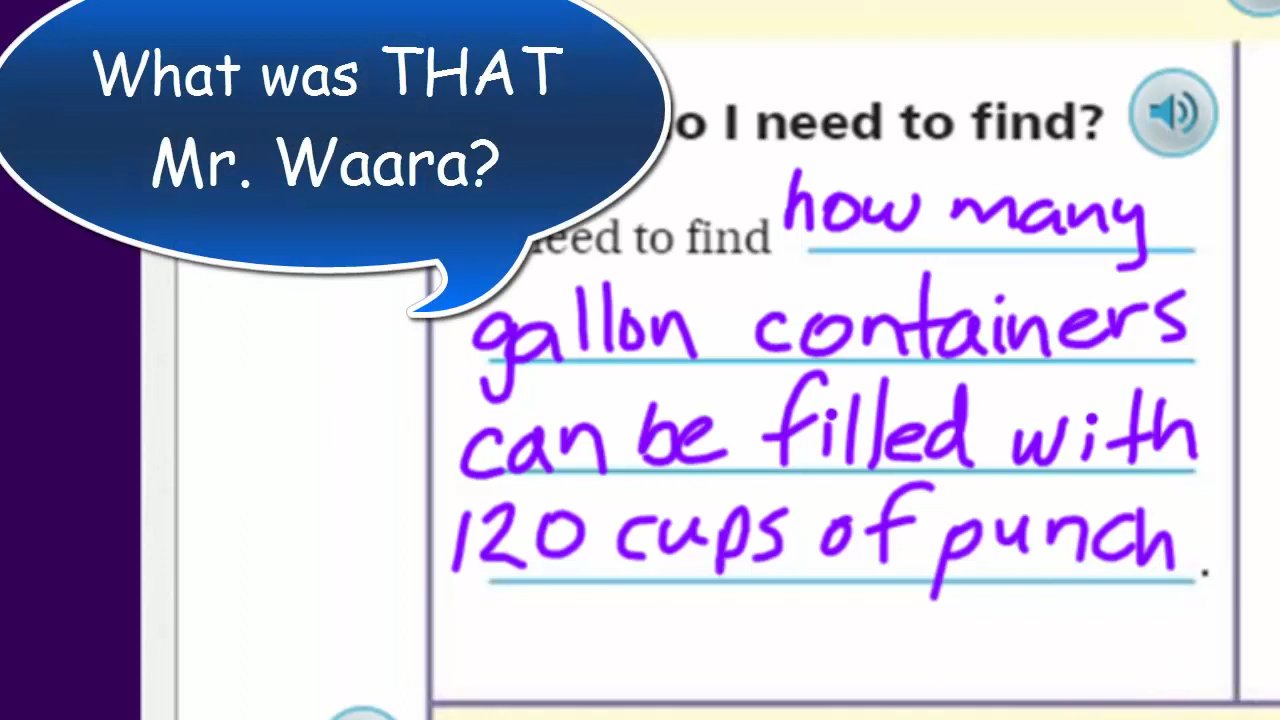 What was THAT
Mr. Waara?
o I need to find?
need to find how many
gallon containers
can be filled with
120 cups of punch.